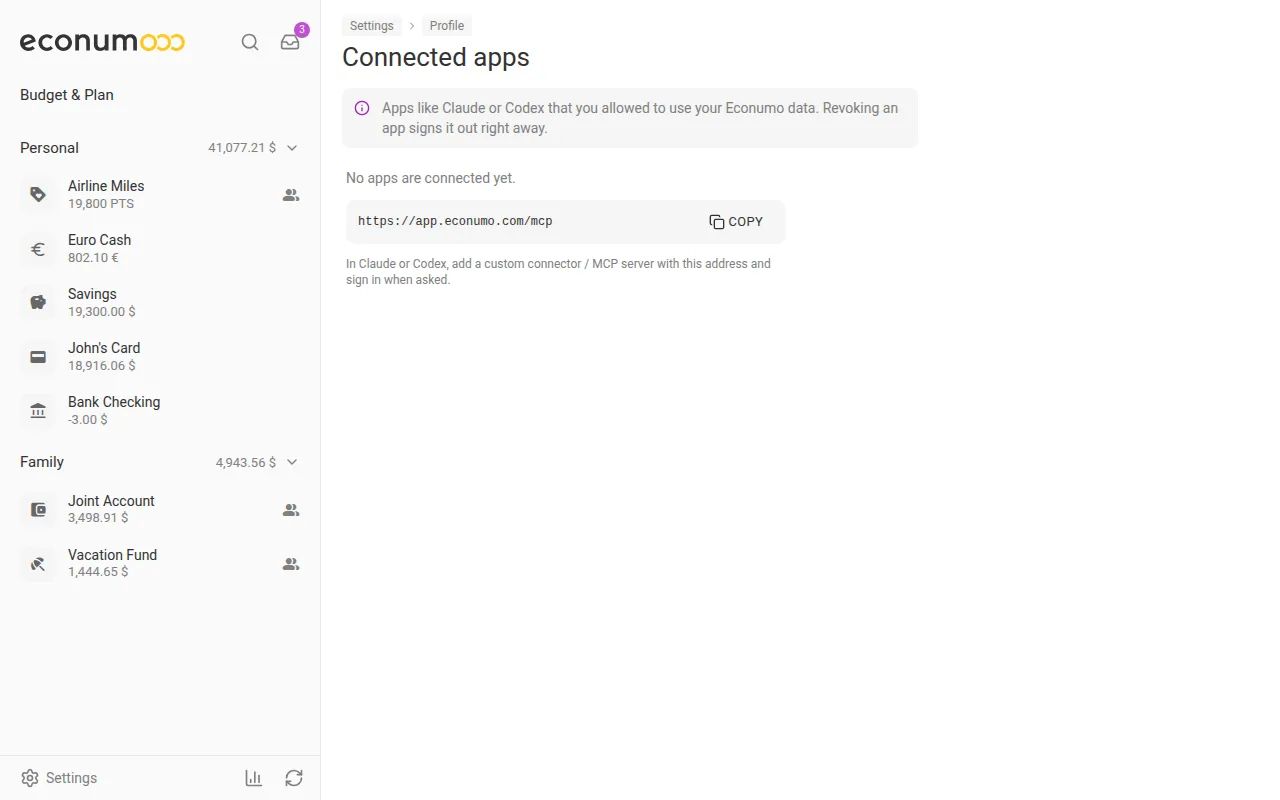 econumo
3
Budget & Plan
Personal 41,077.21 $
Airline Miles
19,800 PTS
Euro Cash
802.10 €
Savings
19,300.00 $
John's Card
18,916.06 $
Bank Checking
-3.00 $
Family 4,943.56 $
Joint Account
3,498.91 $
Vacation Fund
1,444.65 $
Settings
Settings > Profile
Connected apps
Apps like Claude or Codex that you allowed to use your Econumo data. Revoking an
app signs it out right away.
No apps are connected yet.
https://app.econumo.com/mcp COPY
In Claude or Codex, add a custom connector / MCP server with this address and
sign in when asked.